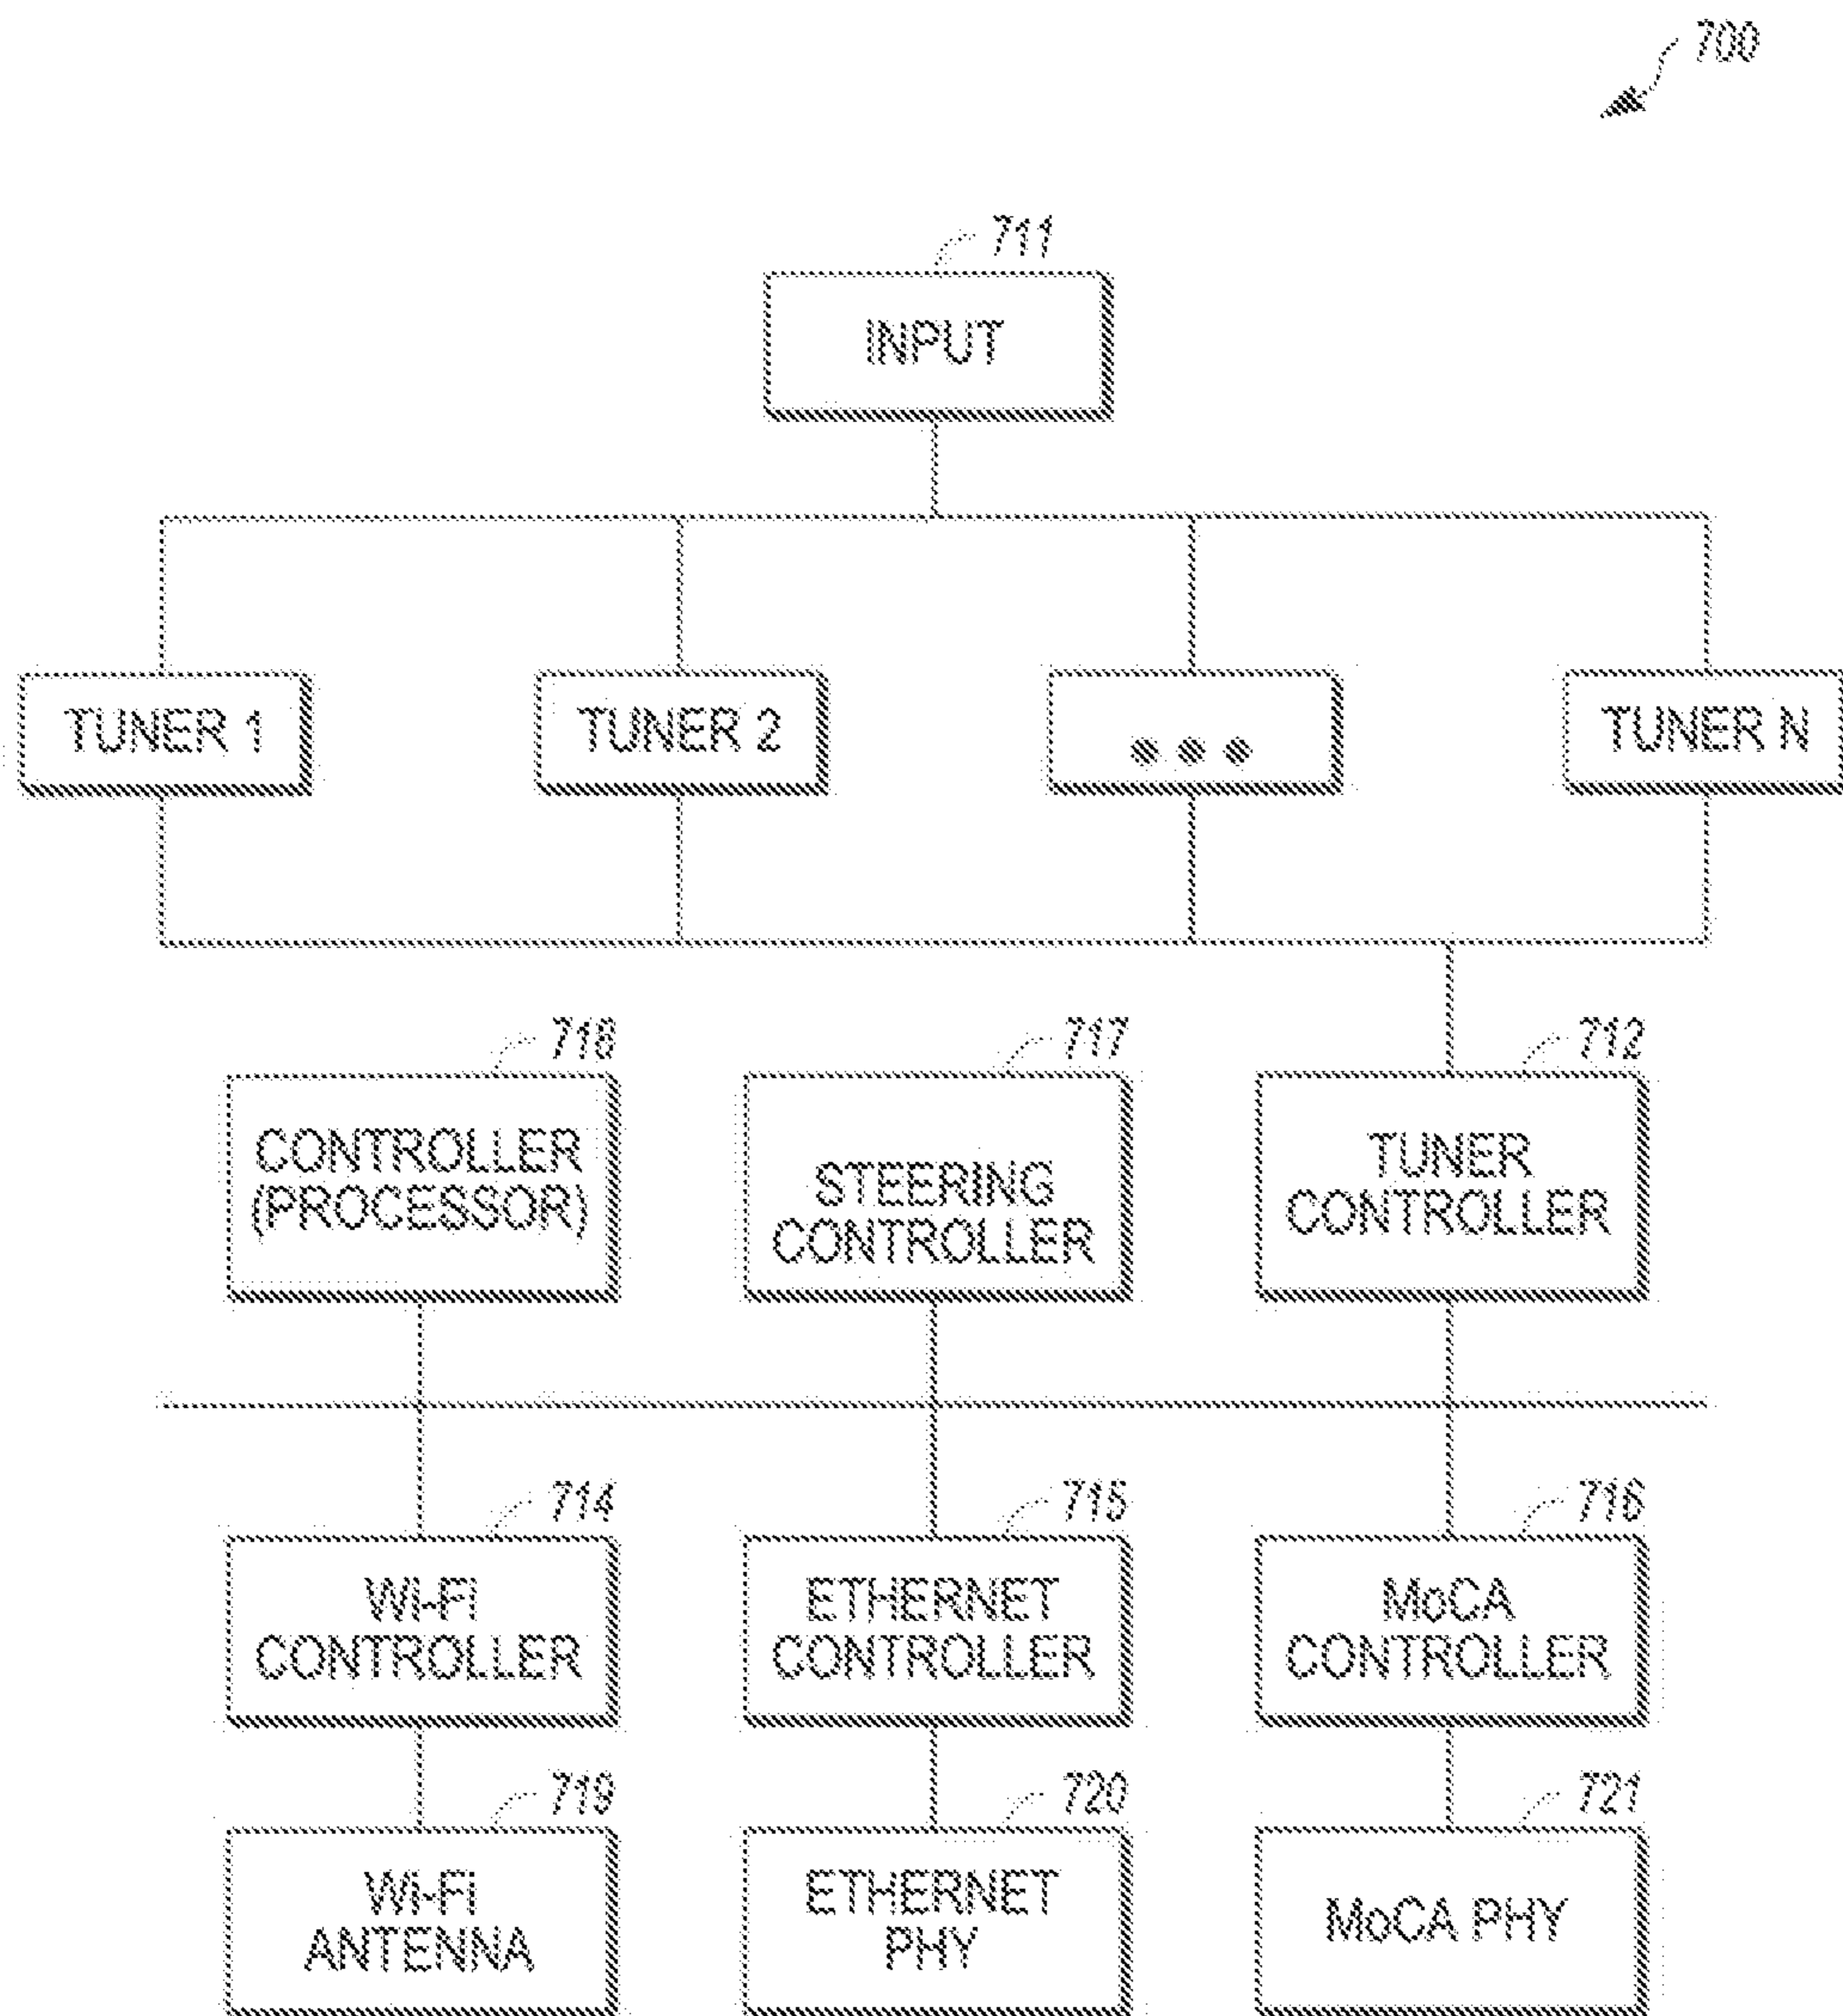 700
711
INPUT
TUNER 1
TUNER 2
● ● ●
TUNER N
718
717
712
CONTROLLER
(PROCESSOR)
STEERING
CONTROLLER
TUNER
CONTROLLER
714
715
716
Wi-Fi
CONTROLLER
ETHERNET
CONTROLLER
MoCA
CONTROLLER
719
720
721
Wi-Fi
ANTENNA
ETHERNET
PHY
MoCA PHY